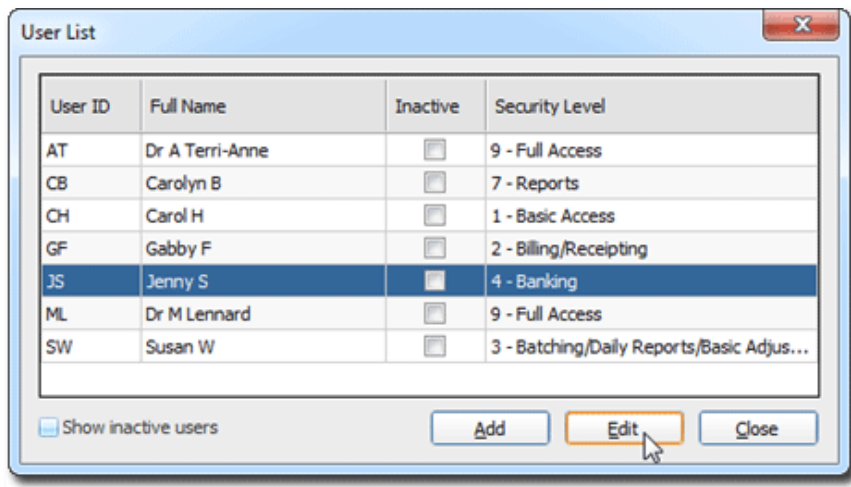 User List
User ID Full Name Inactive Security Level
AT Dr A Terri-Anne 9 - Full Access
CB Carolyn B 7 - Reports
CH Carol H 1 - Basic Access
GF Gabby F 2 - Billing/Receipting
JS Jenny S 4 - Banking
ML Dr M Lennard 9 - Full Access
SW Susan W 3 - Batching/Daily Reports/Basic Adjus...
Show inactive users Add Edit Close